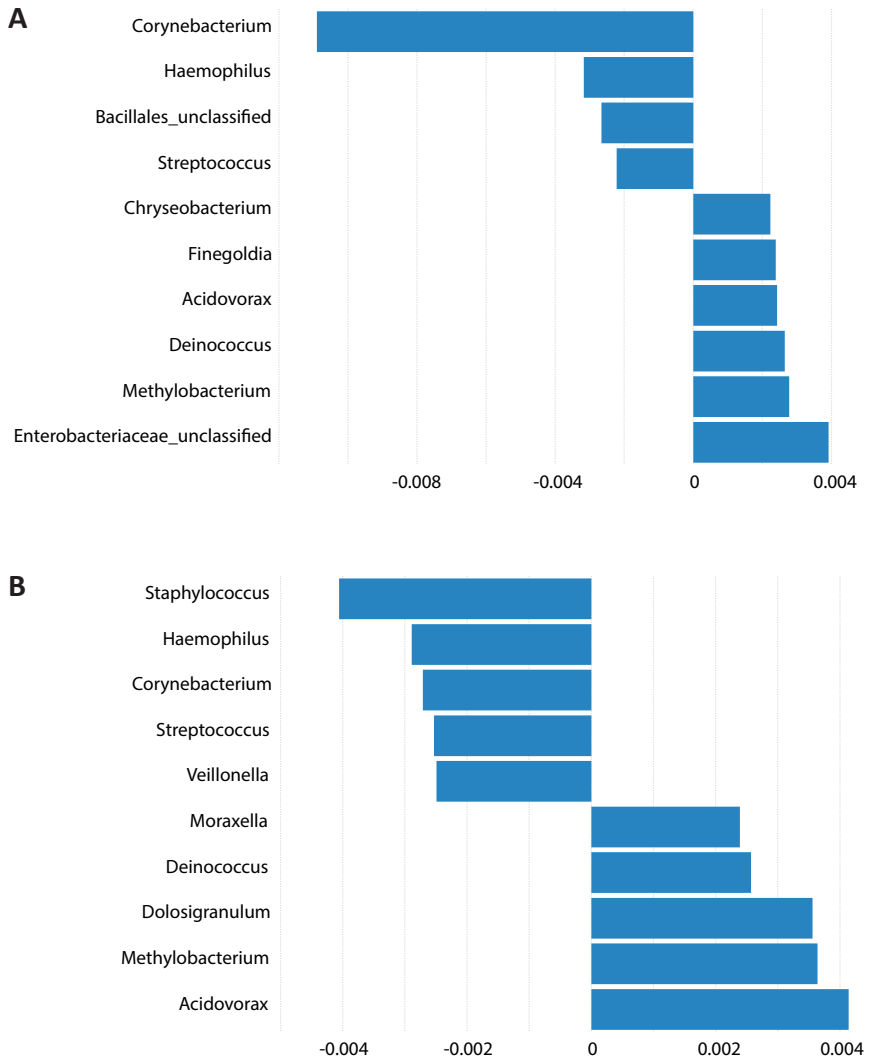 A
Corynebacterium
Haemophilus
Bacillales_unclassified
Streptococcus
Chryseobacterium
Finegoldia
Acidovorax
Deinococcus
Methylobacterium
Enterobacteriaceae_unclassified
-0.008 -0.004 0 0.004
B
Staphylococcus
Haemophilus
Corynebacterium
Streptococcus
Veillonella
Moraxella
Deinococcus
Dolosigranulum
Methylobacterium
Acidovorax
-0.004 -0.002 0 0.002 0.004